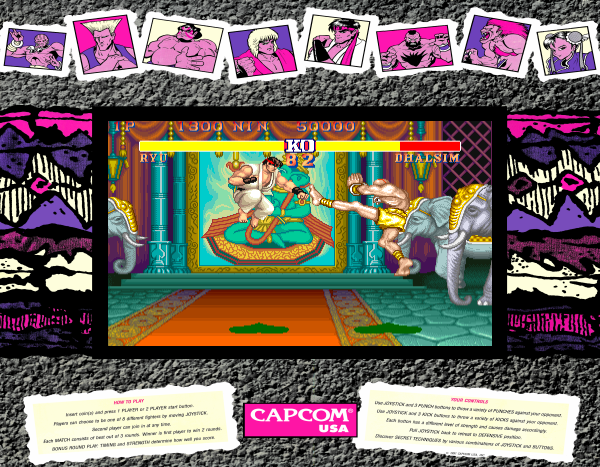 1P 1300 NIN 50000
KO
RYU 82 DHALSIM
HOW TO PLAY
Insert coin(s) and press 1 PLAYER or 2 PLAYER start button.
Players can choose to be one of 8 different fighters by moving JOYSTICK.
Second player can join in at any time.
Each MATCH consists of best out of 3 rounds. Winner is first player to win 2 rounds.
BONUS ROUND PLAY: TIMING and STRENGTH determine how well you score.
CAPCOM
USA
YOUR CONTROLS
Use JOYSTICK and 3 PUNCH buttons to throw a variety of PUNCHES against your opponent.
Use JOYSTICK and 3 KICK buttons to throw a variety of KICKS against your opponent.
Each button has a different level of strength and causes damage accordingly.
Pull JOYSTICK back to retreat to DEFENSIVE position.
Discover SECRET TECHNIQUES by various combinations of JOYSTICK and BUTTONS.